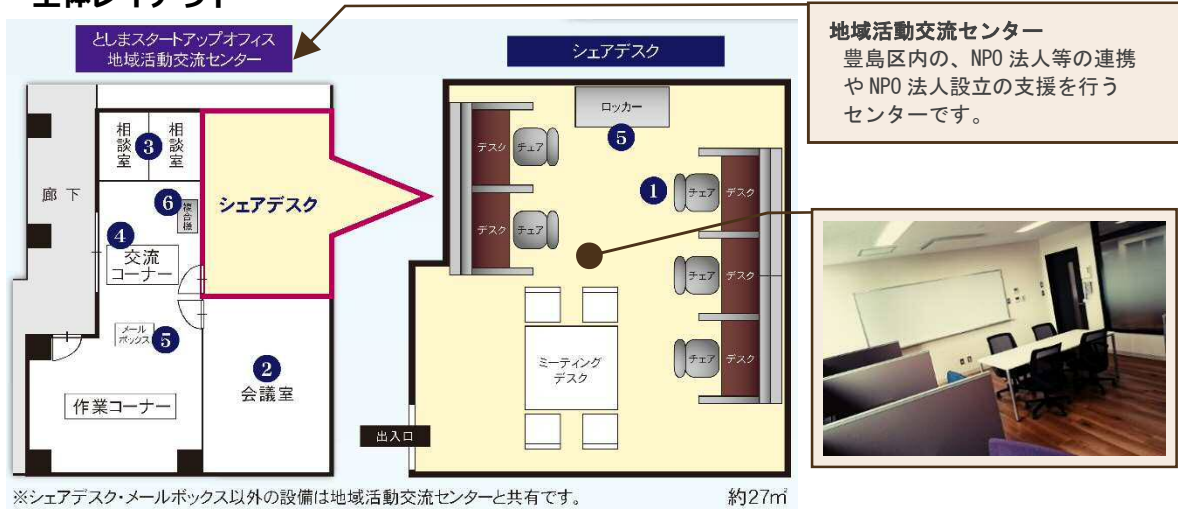 全体レイアウト
としまスタートアップオフィス
地域活動交流センター
シェアデスク
地域活動交流センター
豊島区内の、NPO 法人等の連携
や NPO 法人設立の支援を行う
センターです。
廊下
相談室
3
相談室
6
複合機
シェアデスク
4
交流
コーナー
メール
ボックス
5
2
会議室
作業コーナー
ロッカー
5
デスク
チェア
デスク
チェア
1
チェア
デスク
チェア
デスク
チェア
デスク
ミーティング
デスク
出入口
※シェアデスク・メールボックス以外の設備は地域活動交流センターと共有です。
約27㎡